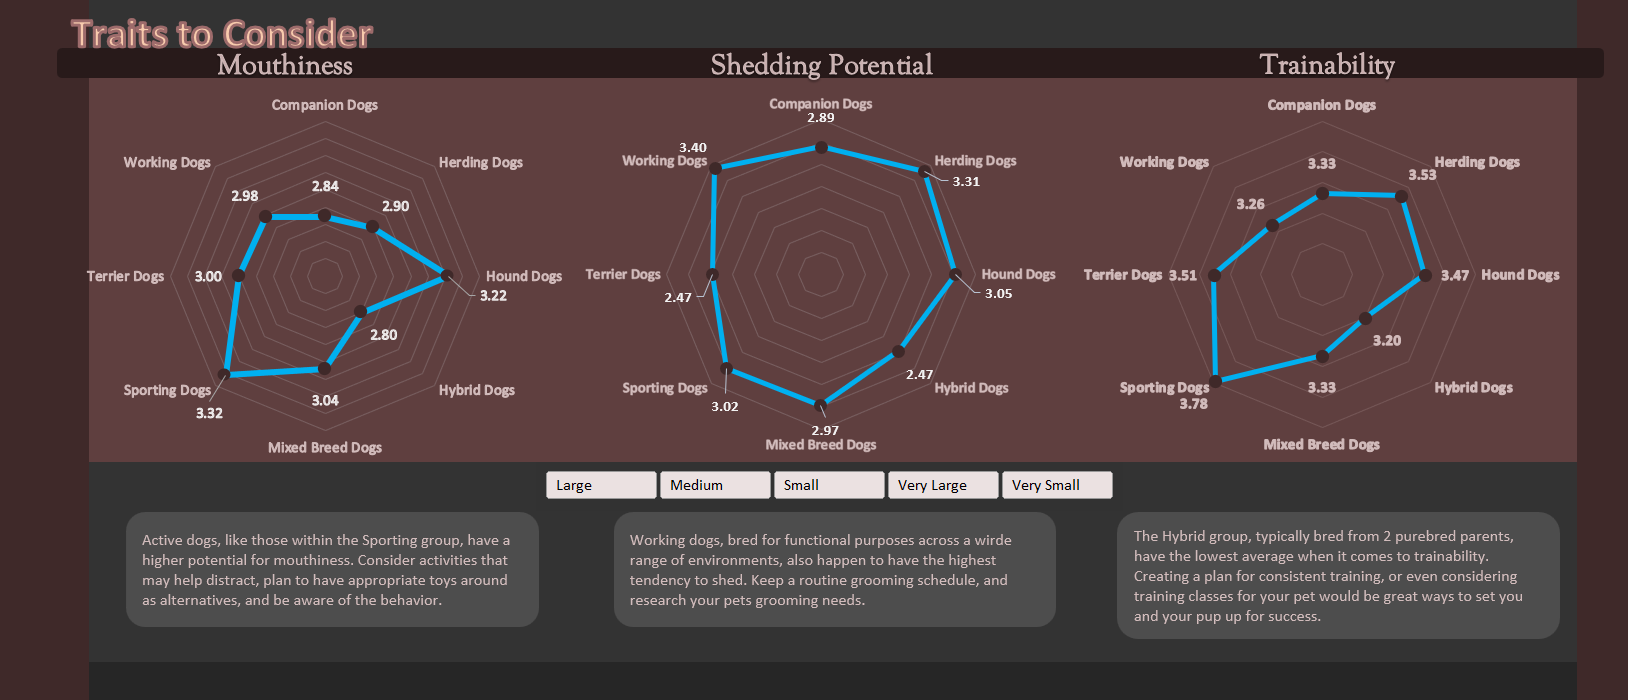 Traits to Consider
Mouthiness
Shedding Potential
Trainability
Companion Dogs
Working Dogs
Herding Dogs
2.84
2.98
2.90
Terrier Dogs
3.00
Hound Dogs
3.22
2.80
Sporting Dogs
3.32
3.04
Hybrid Dogs
Mixed Breed Dogs
Companion Dogs
2.89
3.40
Working Dogs
Herding Dogs
3.31
Terrier Dogs
2.47
Hound Dogs
3.05
Sporting Dogs
3.02
2.47
Hybrid Dogs
2.97
Mixed Breed Dogs
Companion Dogs
Working Dogs
3.33
Herding Dogs
3.53
3.26
Terrier Dogs
3.51
3.47
Hound Dogs
3.20
Sporting Dogs
3.78
3.33
Hybrid Dogs
Mixed Breed Dogs
Large
Medium
Small
Very Large
Very Small
Active dogs, like those within the Sporting group, have a
higher potential for mouthiness. Consider activities that
may help distract, plan to have appropriate toys around
as alternatives, and be aware of the behavior.
Working dogs, bred for functional purposes across a wirde
range of environments, also happen to have the highest
tendency to shed. Keep a routine grooming schedule, and
research your pets grooming needs.
The Hybrid group, typically bred from 2 purebred parents,
have the lowest average when it comes to trainability.
Creating a plan for consistent training, or even considering
training classes for your pet would be great ways to set you
and your pup up for success.